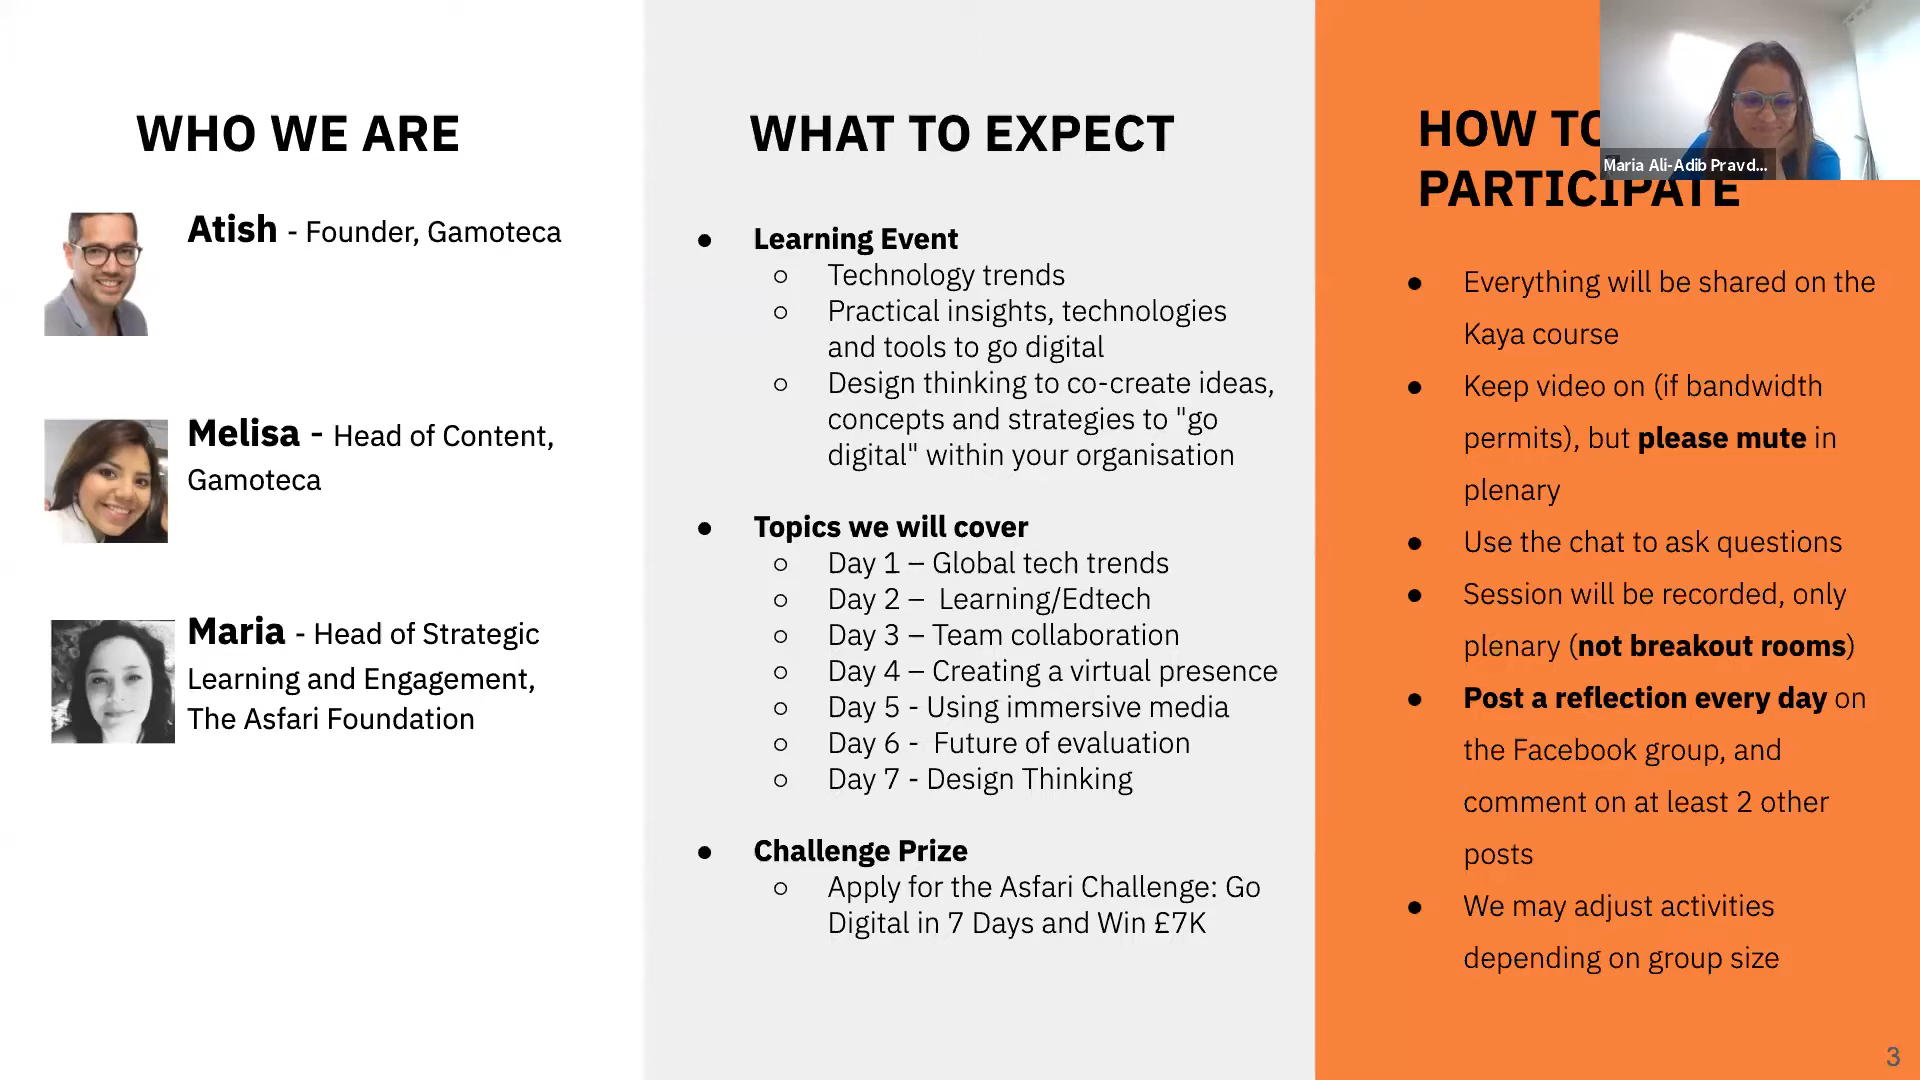 WHO WE ARE
Atish - Founder, Gamoteca
Melisa - Head of Content,
Gamoteca
Maria - Head of Strategic
Learning and Engagement,
The Asfari Foundation
WHAT TO EXPECT
● Learning Event
○ Technology trends
○ Practical insights, technologies
and tools to go digital
○ Design thinking to co-create ideas,
concepts and strategies to "go
digital" within your organisation
● Topics we will cover
○ Day 1 – Global tech trends
○ Day 2 – Learning/Edtech
○ Day 3 – Team collaboration
○ Day 4 – Creating a virtual presence
○ Day 5 - Using immersive media
○ Day 6 - Future of evaluation
○ Day 7 - Design Thinking
● Challenge Prize
○ Apply for the Asfari Challenge: Go
Digital in 7 Days and Win £7K
HOW TO
PARTICIPATE
Maria Ali-Adib Pravd...
● Everything will be shared on the
Kaya course
● Keep video on (if bandwidth
permits), but please mute in
plenary
● Use the chat to ask questions
● Session will be recorded, only
plenary (not breakout rooms)
● Post a reflection every day on
the Facebook group, and
comment on at least 2 other
posts
● We may adjust activities
depending on group size
3